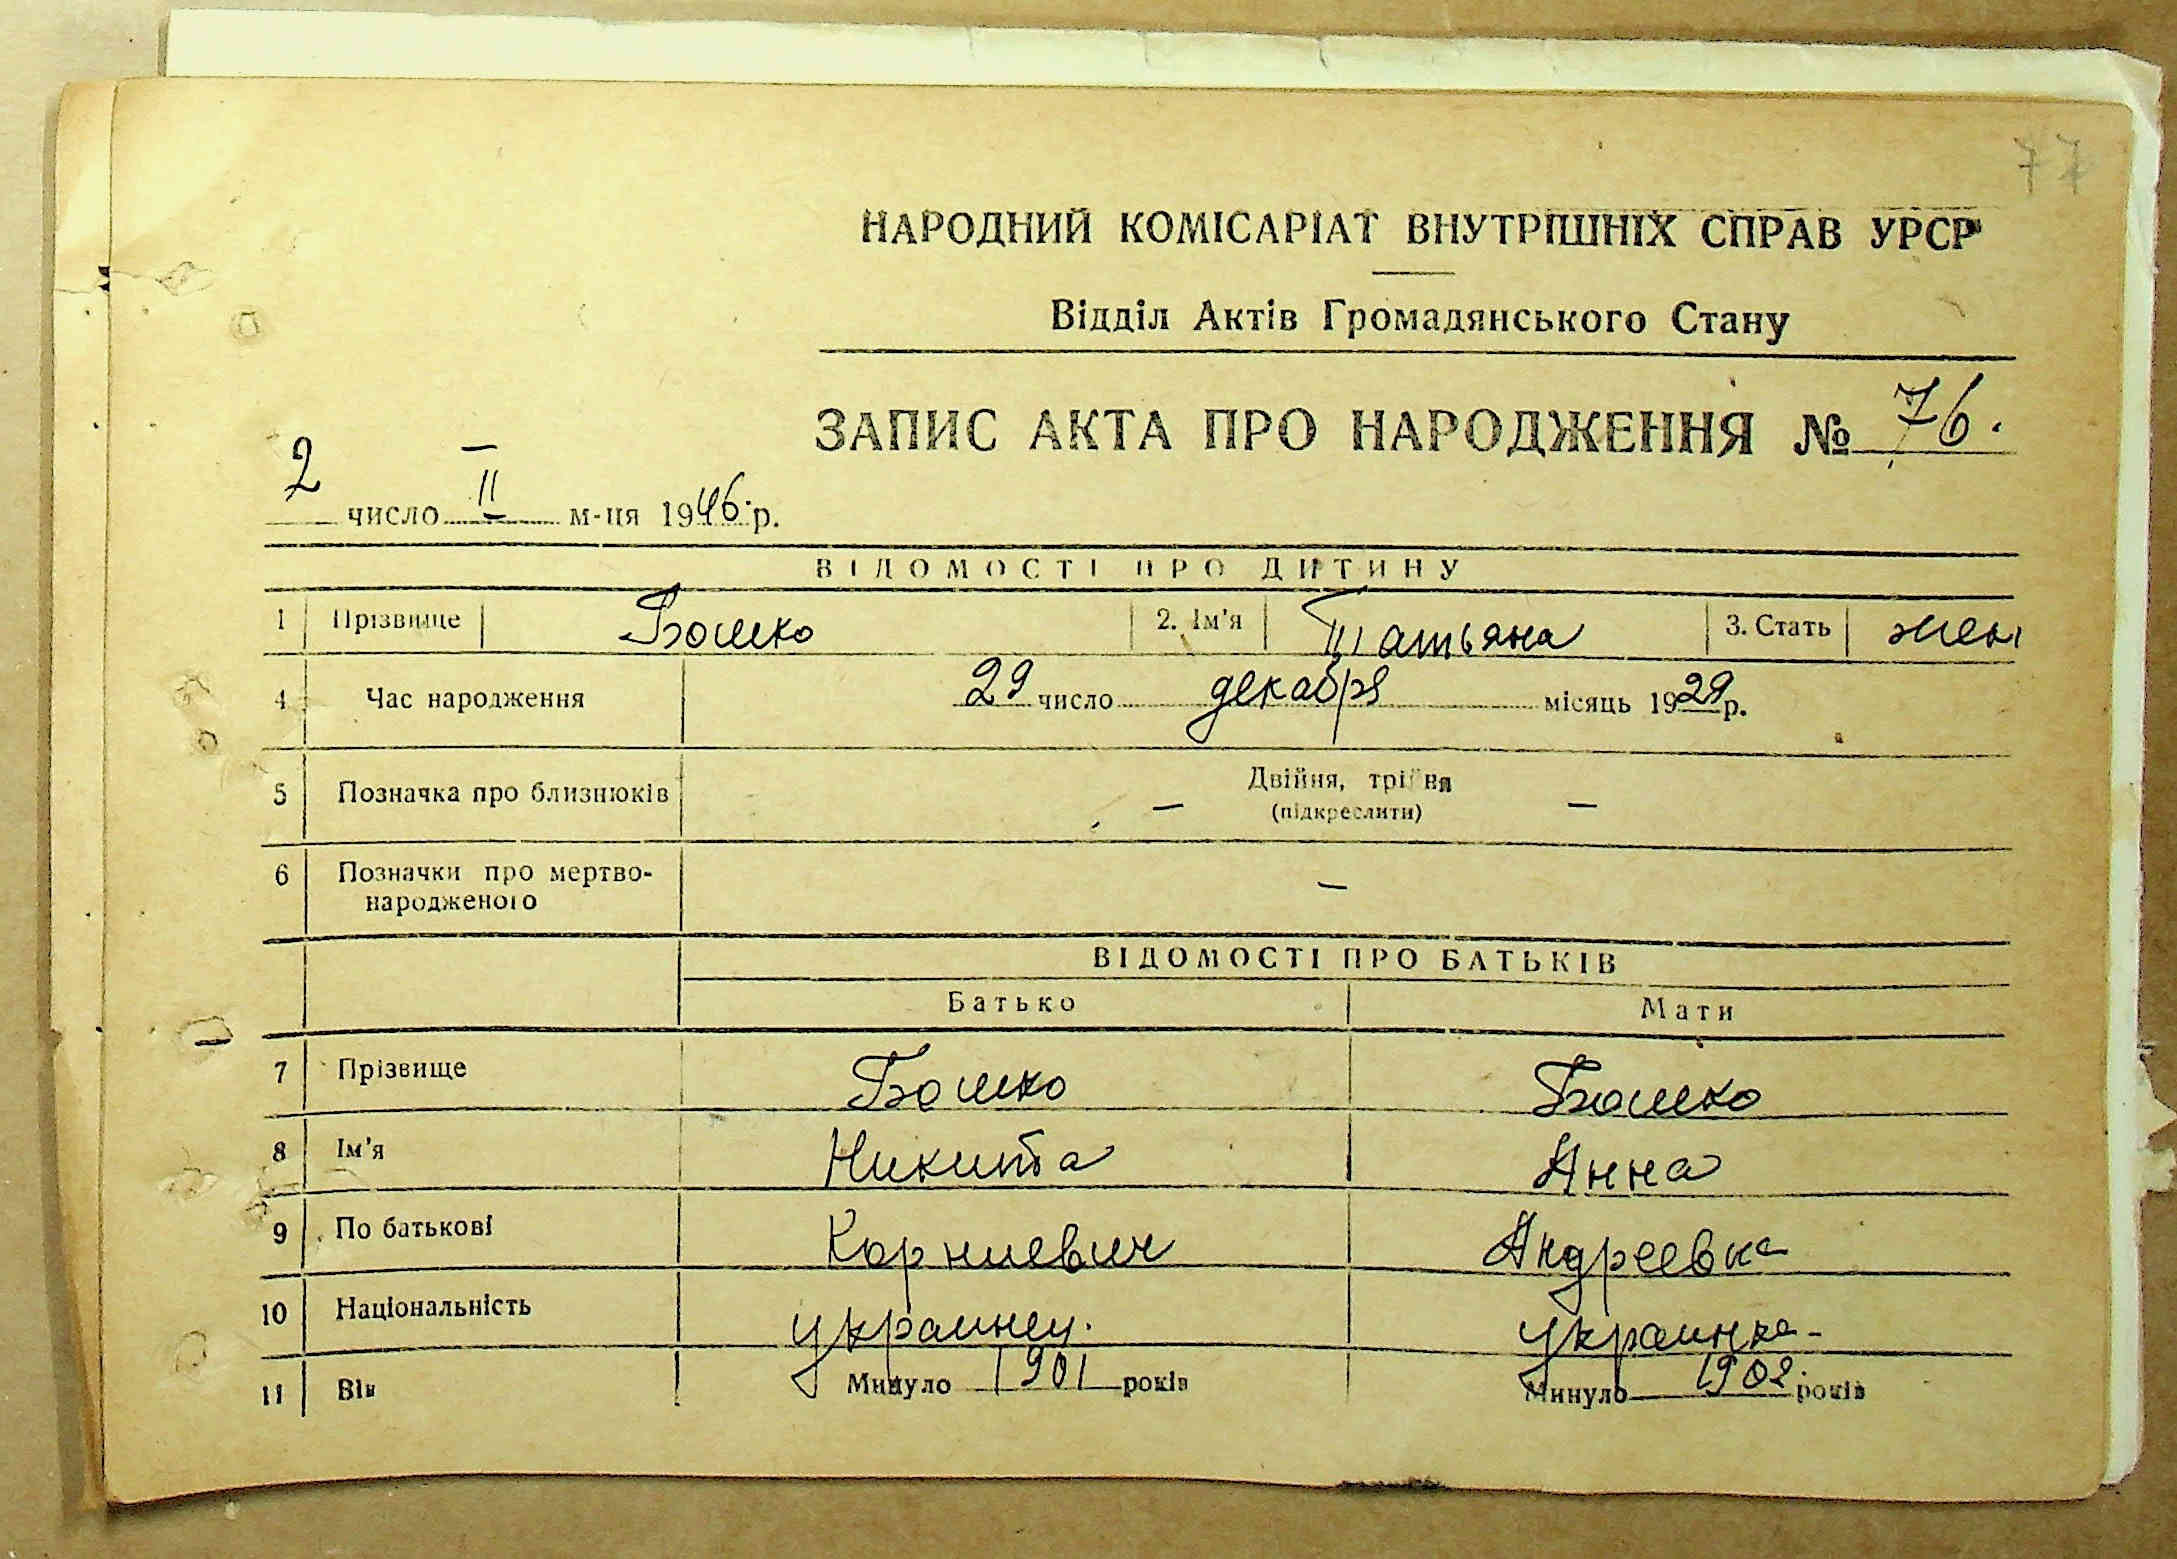 77
НАРОДНИЙ КОМІСАРІАТ ВНУТРІШНІХ СПРАВ УРСР
Відділ Актів Громадянського Стану
ЗАПИС АКТА ПРО НАРОДЖЕННЯ № 76.
2 число II м-ця 1946 р.
ВІДОМОСТІ ПРО ДИТИНУ
1 Прізвище Бошко 2. Ім'я Татьяна 3. Стать жен
4 Час народження 29 число декабря місяць 1929 р.
5 Позначка про близнюків — Двійня, трійня —
(підкреслити)
6 Позначки про мертво-
народженого —
ВІДОМОСТІ ПРО БАТЬКІВ
Батько Мати
7 Прізвище Бошко Бошко
8 Ім'я Никита Анна
9 По батькові Корниевич Андреевна
10 Національність украинец. украинка-
11 Вік Минуло 1901 років Минуло 1902 років